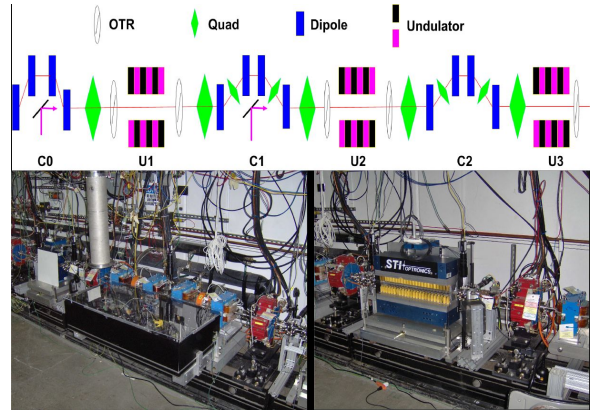 OTR
Quad
Dipole
Undulator
C0
U1
C1
U2
C2
U3
STI
OPTRONICS